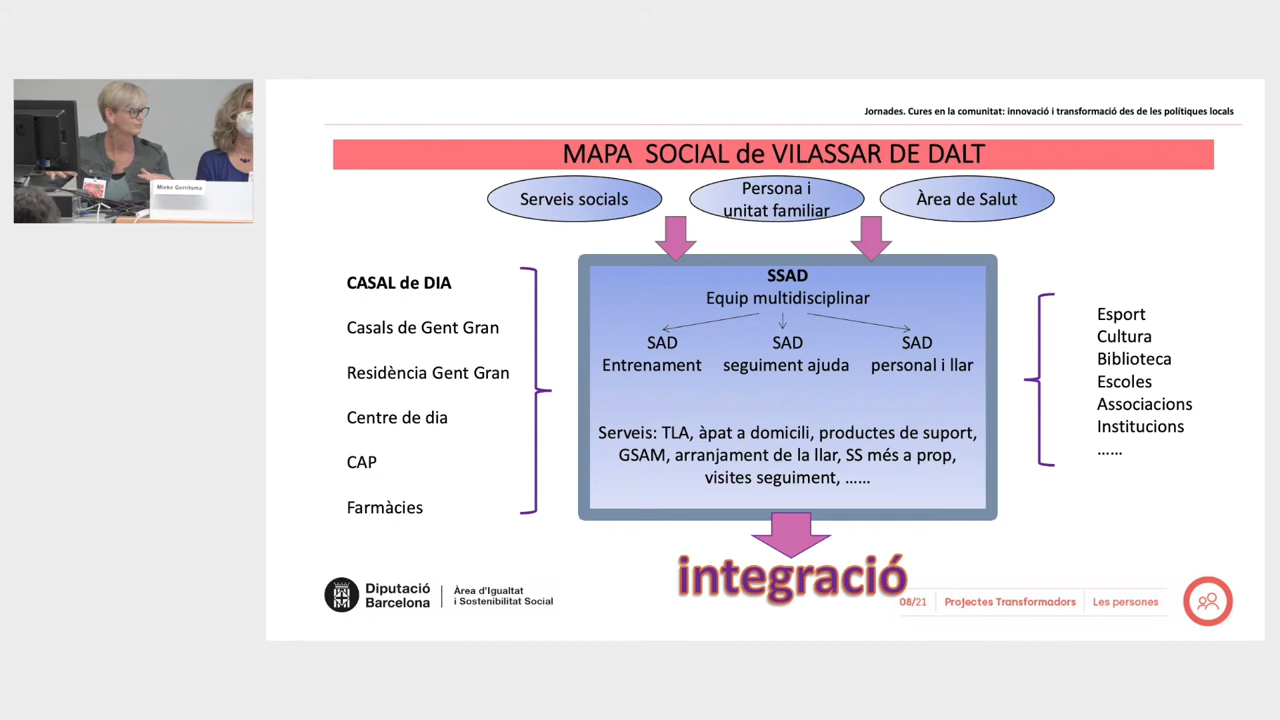 Jornades. Cures en la comunitat: innovació i transformació des de les polítiques locals
MAPA SOCIAL de VILASSAR DE DALT
Serveis socials
Persona i
unitat familiar
Àrea de Salut
CASAL de DIA
Casals de Gent Gran
Residència Gent Gran
Centre de dia
CAP
Farmàcies
SSAD
Equip multidisciplinar
SAD
Entrenament
SAD
seguiment ajuda
SAD
personal i llar
Serveis: TLA, àpat a domicili, productes de suport,
GSAM, arranjament de la llar, SS més a prop,
visites seguiment, ……
Esport
Cultura
Biblioteca
Escoles
Associacions
Institucions
……
integració
Diputació
Barcelona
Àrea d'Igualtat
i Sostenibilitat Social
08/21
Projectes Transformadors
Les persones
Mieke Gerritsma